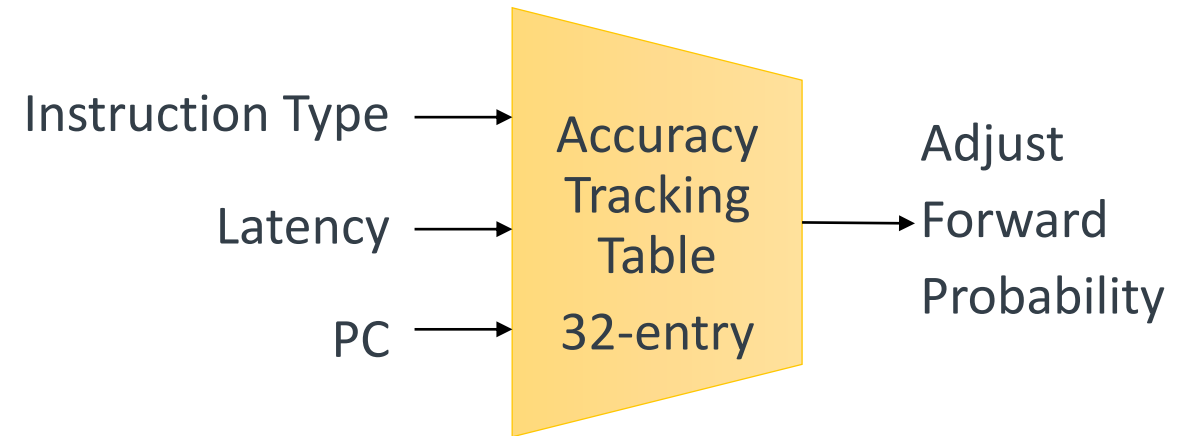 Instruction Type
Latency
PC
Accuracy
Tracking
Table
32-entry
Adjust
Forward
Probability